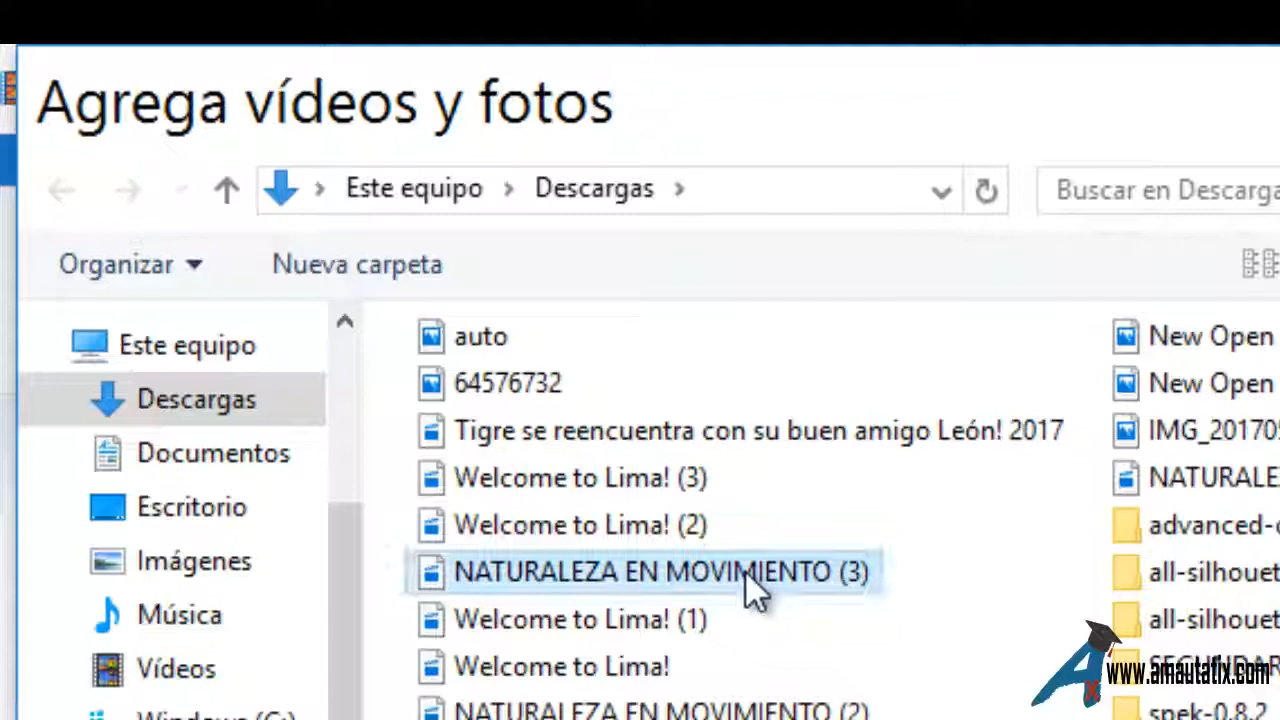 Agrega vídeos y fotos
Este equipo > Descargas >
Buscar en Descarga
Organizar
Nueva carpeta
Este equipo
Descargas
Documentos
Escritorio
Imágenes
Música
Vídeos
Windows (C:)
auto
64576732
Tigre se reencuentra con su buen amigo León! 2017
Welcome to Lima! (3)
Welcome to Lima! (2)
NATURALEZA EN MOVIMIENTO (3)
Welcome to Lima! (1)
Welcome to Lima!
NATURALEZA EN MOVIMIENTO (2)
New Open
New Open
IMG_20170
NATURALEZ
advanced-
all-silhouet
all-silhouet
SECUNDAR
spek-0.8.2
www.amautatix.com